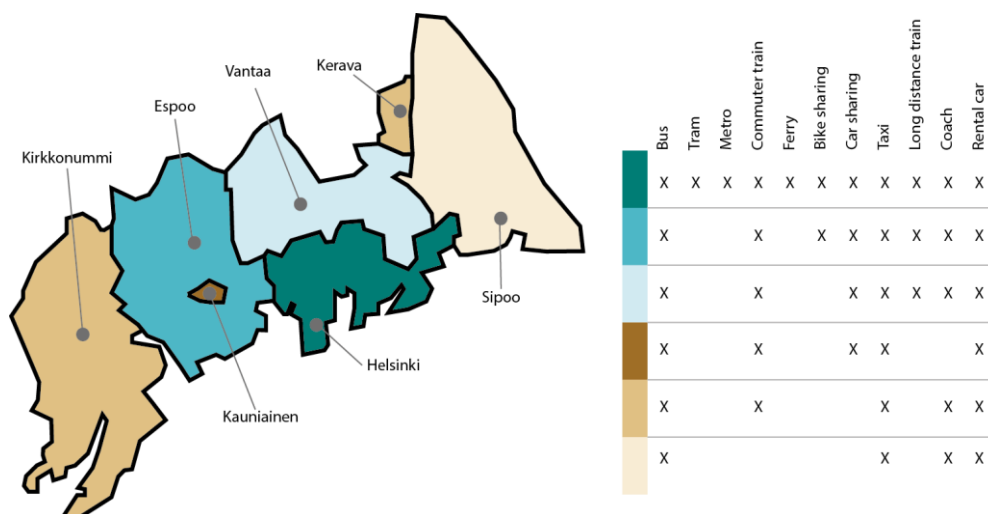 Kerava
Vantaa
Espoo
Kirkkonummi
Sipoo
Helsinki
Kauniainen
Bus Tram Metro Commuter train Ferry Bike sharing Car sharing Taxi Long distance train Coach Rental car
X X X X X X X X X X X
X X X X X X X X
X X X X X X X
X X X X X
X X X X X
X X X X